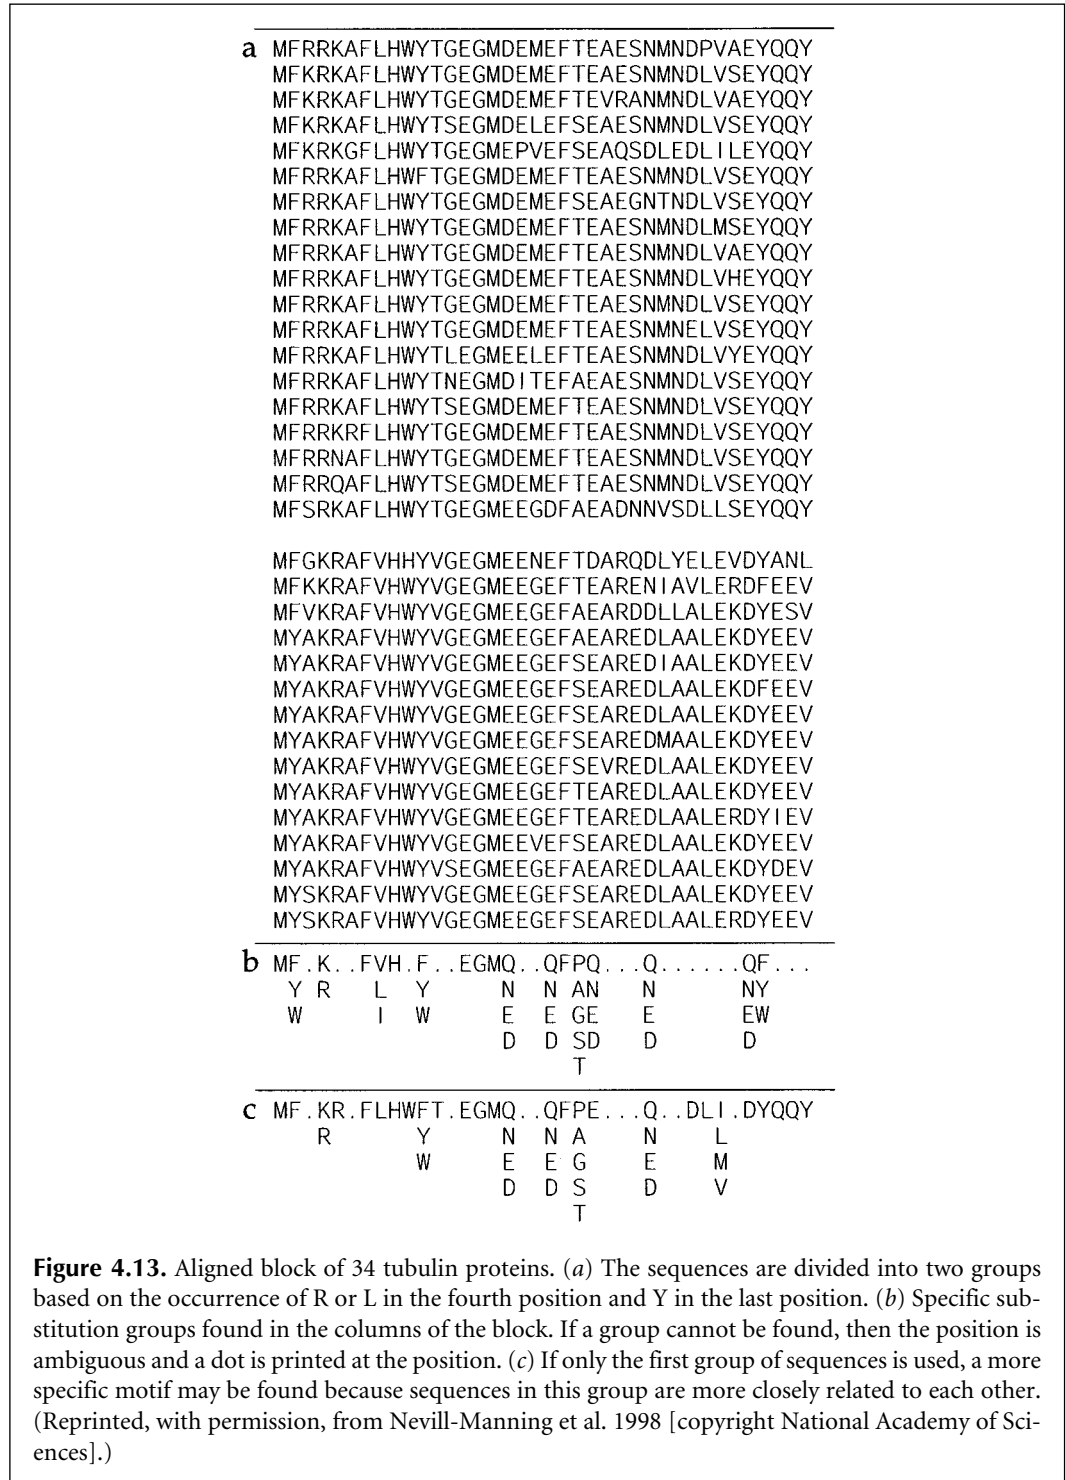 a MFRRKAFLHWYTGEGMDEMEFTEAESNMNDPVAEYQQY
MFKRKAFLHWYTGEGMDEMEFTEAESNMNDLVSEYQQY
MFKRKAFLHWYTGEGMDEMEFTEVRANMNDLVAEYQQY
MFKRKAFLHWYTSEGMDELEFSEAESNMNDLVSEYQQY
MFKRKGFLHWYTGEGMEPVEFSEAQSDLEDLILEYQQY
MFRRKAFLHWFTGEGMDEMEFTEAESNMNDLVSEYQQY
MFRRKAFLHWYTGEGMDEMEFSEAEGNTNDLVSEYQQY
MFRRKAFLHWYTGEGMDEMEFTEAESNMNDLMSEYQQY
MFRRKAFLHWYTGEGMDEMEFTEAESNMNDLVAEYQQY
MFRRKAFLHWYTGEGMDEMEFTEAESNMNDLVHEYQQY
MFRRKAFLHWYTGEGMDEMEFTEAESNMNDLVSEYQQY
MFRRKAFLHWYTGEGMDEMEFTEAESNMNELVSEYQQY
MFRRKAFLHWYTLEGMEELEFTEAESNMNDLVYEYQQY
MFRRKAFLHWYTNEGMDITEFAEAESNMNDLVSEYQQY
MFRRKAFLHWYTSEGMDEMEFTEAESNMNDLVSEYQQY
MFRRKRFLHWYTGEGMDEMEFTEAESNMNDLVSEYQQY
MFRRNAFLHWYTGEGMDEMEFTEAESNMNDLVSEYQQY
MFRRQAFLHWYTSEGMDEMEFTEAESNMNDLVSEYQQY
MFSRKAFLHWYTGEGMEEGDFAEADNNVSDLLSEYQQY
MFGKRAFVHHYVGEGMEENEFTDARQDLYELEVDYANL
MFKKRAFVHWYVGEGMEEGEFTEARENIAVLERDFEEV
MFVKRAFVHWYVGEGMEEGEFAEARDDLLALEKDYESV
MYAKRAFVHWYVGEGMEEGEFAEAREDLAALEKDYEEV
MYAKRAFVHWYVGEGMEEGEFSEAREDIAALEKDYEEV
MYAKRAFVHWYVGEGMEEGEFSEAREDLAALEKDFEEV
MYAKRAFVHWYVGEGMEEGEFSEAREDLAALEKDYEEV
MYAKRAFVHWYVGEGMEEGEFSEAREDMAALEKDYEEV
MYAKRAFVHWYVGEGMEEGEFSEVREDLAALEKDYEEV
MYAKRAFVHWYVGEGMEEGEFTEAREDLAALEKDYEEV
MYAKRAFVHWYVGEGMEEGEFTEAREDLAALERDYIEV
MYAKRAFVHWYVGEGMEEVEFSEAREDLAALEKDYEEV
MYAKRAFVHWYVSEGMEEGEFAEAREDLAALEKDYDEV
MYSKRAFVHWYVGEGMEEGEFSEAREDLAALEKDYEEV
MYSKRAFVHWYVGEGMEEGEFSEAREDLAALERDYEEV
b MF.K..FVH.F..EGMQ..QFPQ...Q......QF...
Y R L Y N N AN N NY
W I W E E GE E EW
D D SD D D
T
c MF.KR.FLHWFT.EGMQ..QFPE...Q..DLI.DYQQY
R Y N N A N L
W E E G E M
D D S D V
T
Figure 4.13. Aligned block of 34 tubulin proteins. (a) The sequences are divided into two groups
based on the occurrence of R or L in the fourth position and Y in the last position. (b) Specific sub-
stitution groups found in the columns of the block. If a group cannot be found, then the position is
ambiguous and a dot is printed at the position. (c) If only the first group of sequences is used, a more
specific motif may be found because sequences in this group are more closely related to each other.
(Reprinted, with permission, from Nevill-Manning et al. 1998 [copyright National Academy of Sci-
ences].)